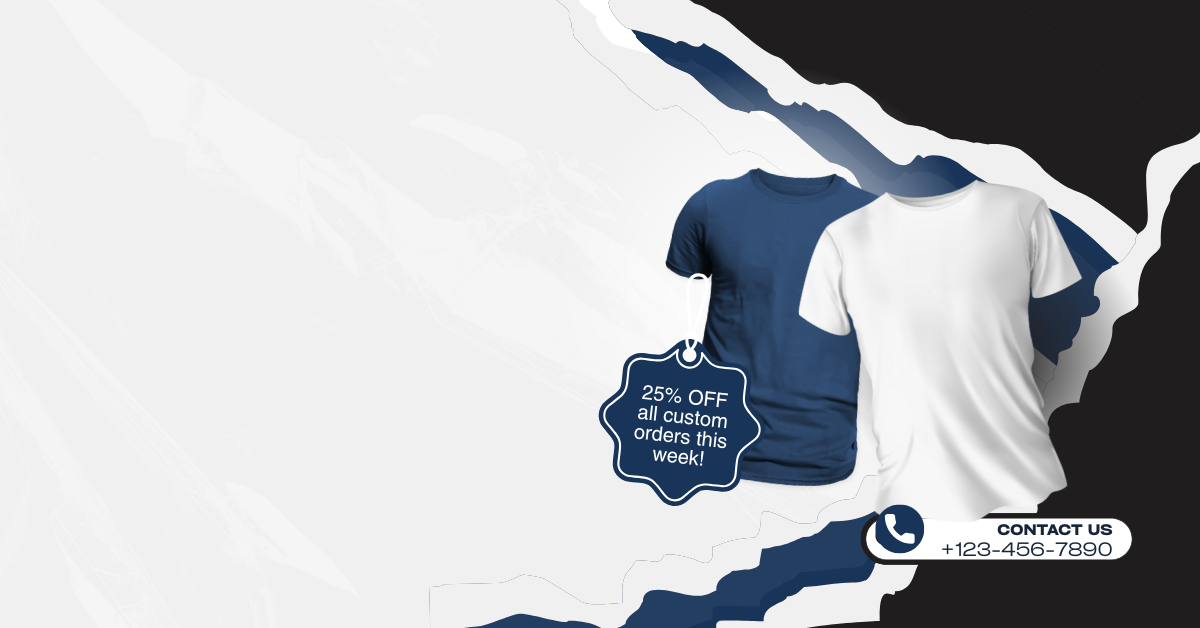 25% OFF
all custom
orders this
week!
CONTACT US
+123-456-7890